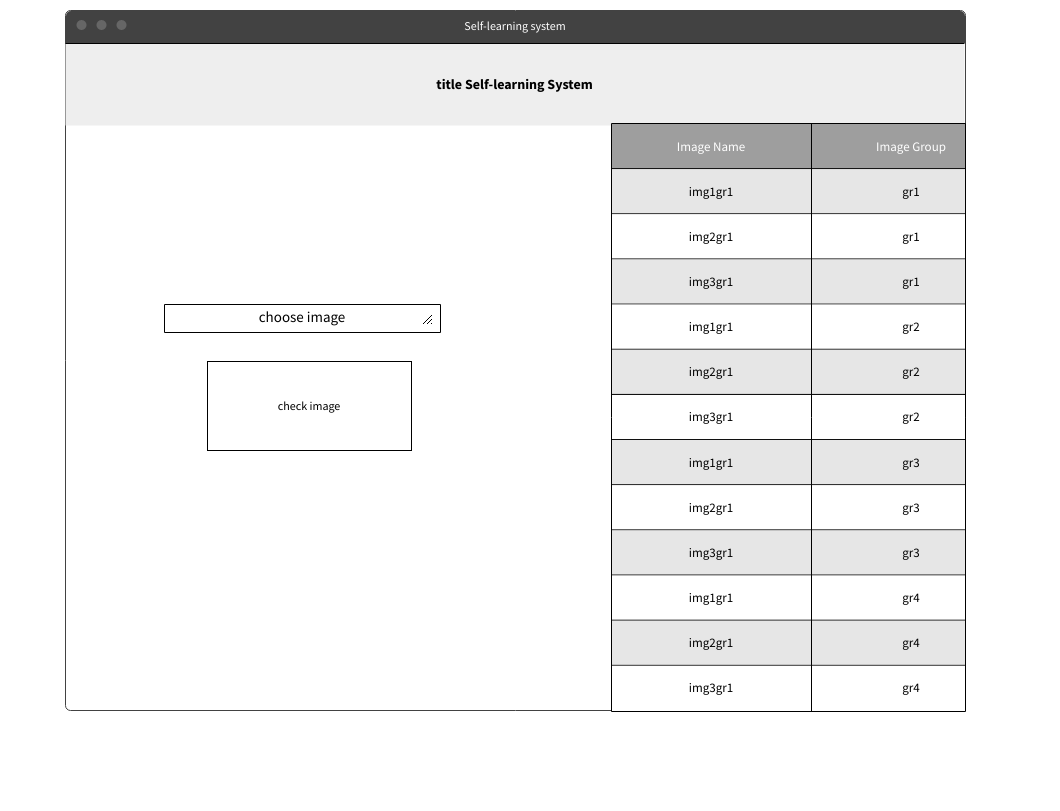 Self-learning system
title Self-learning System
choose image
check image
Image Name Image Group
img1gr1 gr1
img2gr1 gr1
img3gr1 gr1
img1gr1 gr2
img2gr1 gr2
img3gr1 gr2
img1gr1 gr3
img2gr1 gr3
img3gr1 gr3
img1gr1 gr4
img2gr1 gr4
img3gr1 gr4